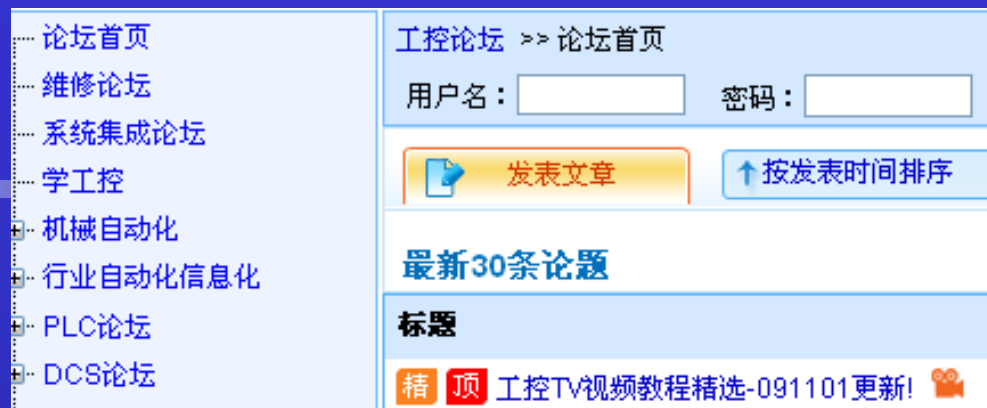 论坛首页
维修论坛
系统集成论坛
学工控
机械自动化
行业自动化信息化
PLC论坛
DCS论坛
工控论坛 >> 论坛首页
用户名： 密码：
发表文章 按发表时间排序
最新30条论题
标题
精 顶 工控TV视频教程精选-091101更新!